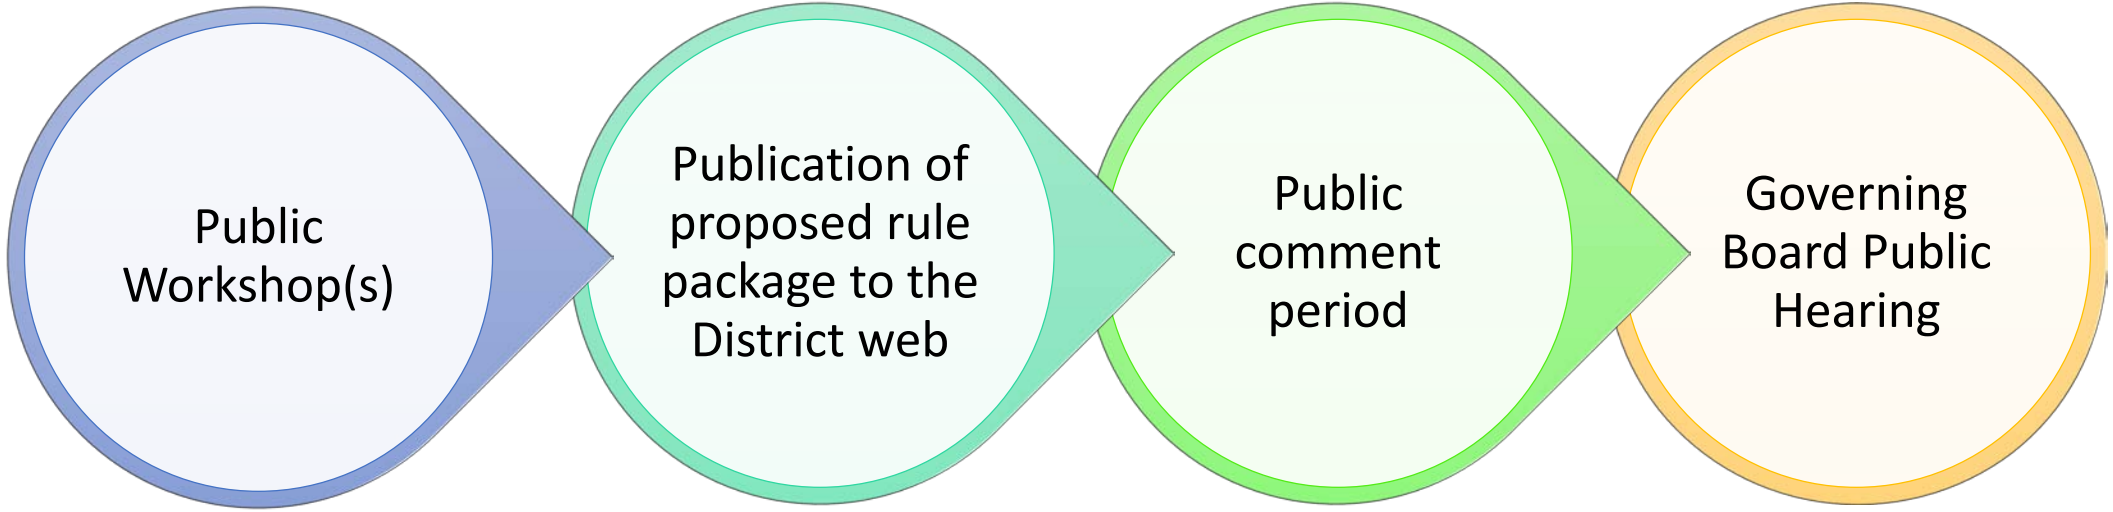 Public
Workshop(s)
Publication of
proposed rule
package to the
District web
Public
comment
period
Governing
Board Public
Hearing